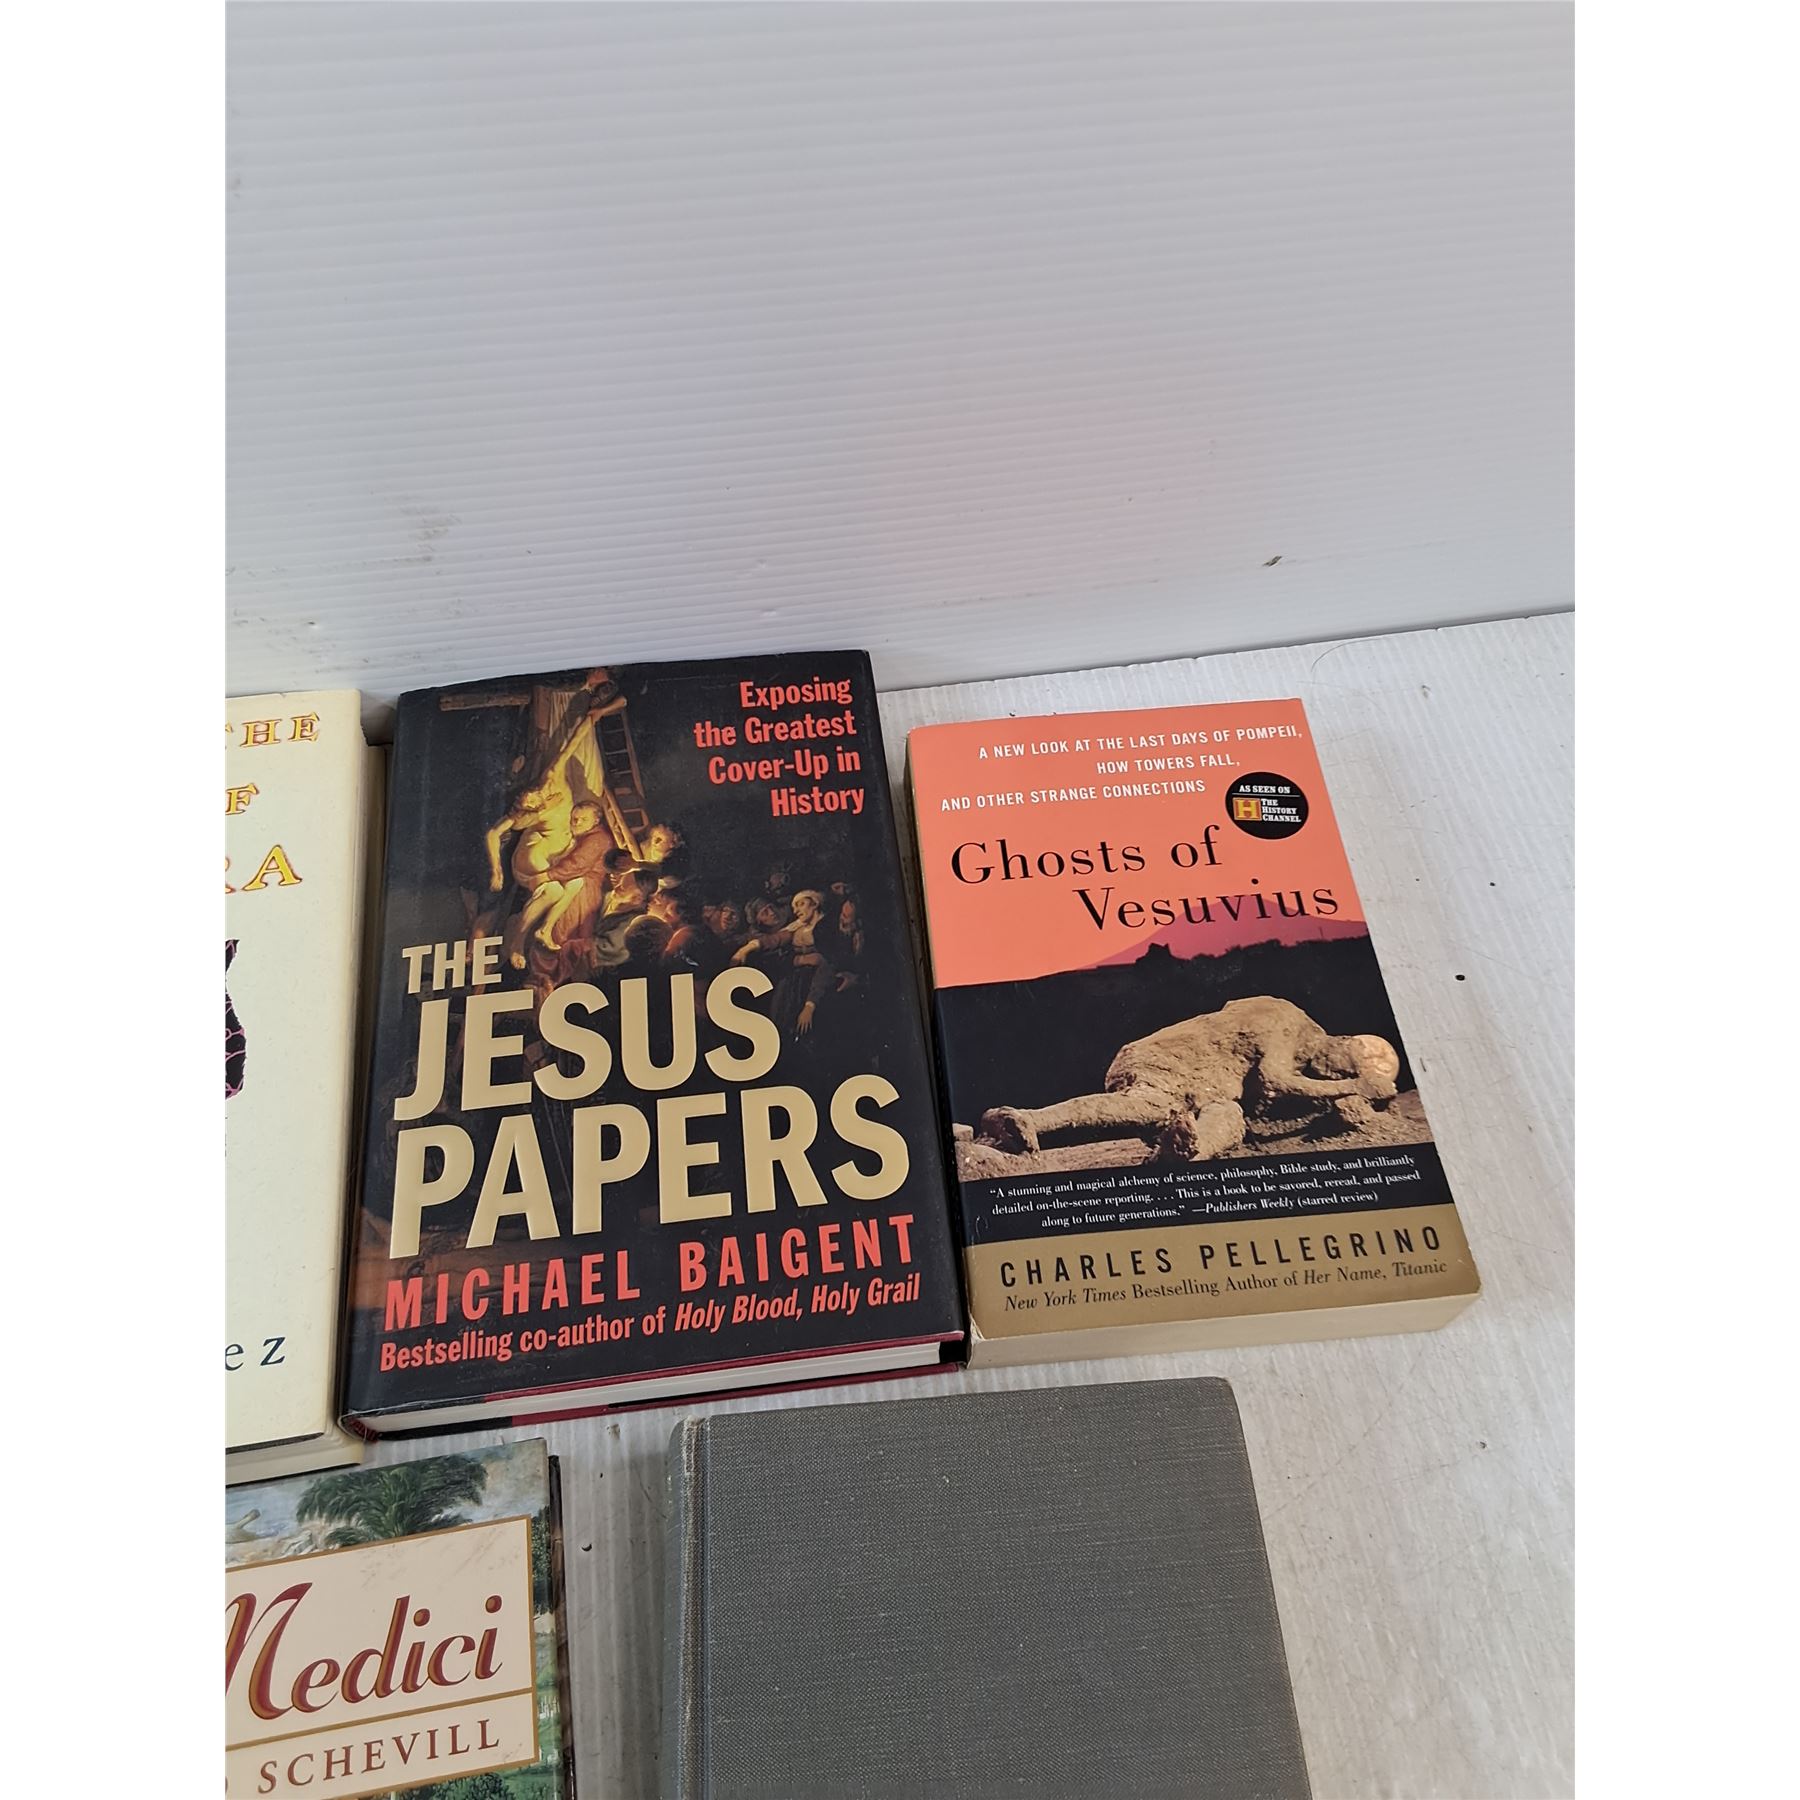 THE
F
RA
ez
Exposing
the Greatest
Cover-Up in
History
THE
JESUS
PAPERS
MICHAEL BAIGENT
Bestselling co-author of Holy Blood, Holy Grail
A NEW LOOK AT THE LAST DAYS OF POMPEII,
HOW TOWERS FALL,
AND OTHER STRANGE CONNECTIONS
AS SEEN ON
H THE
HISTORY
CHANNEL
Ghosts of
Vesuvius
“A stunning and magical alchemy of science, philosophy, Bible study, and brilliantly
detailed on-the-scene reporting. . . . This is a book to be savored, reread, and passed
along to future generations.” —Publishers Weekly (starred review)
CHARLES PELLEGRINO
New York Times Bestselling Author of Her Name, Titanic
Medici
SCHEVILL